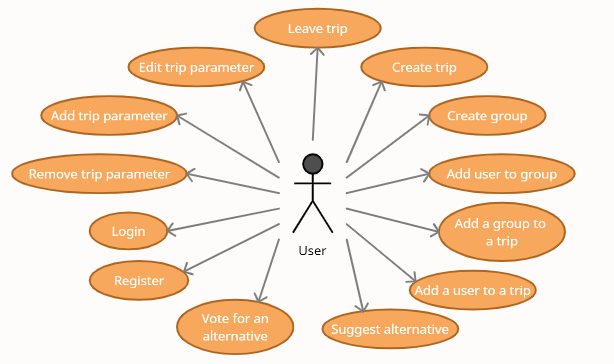 Leave trip
Edit trip parameter
Create trip
Add trip parameter
Create group
Remove trip parameter
Add user to group
Login
Add a group to
a trip
User
Register
Add a user to a trip
Vote for an
alternative
Suggest alternative